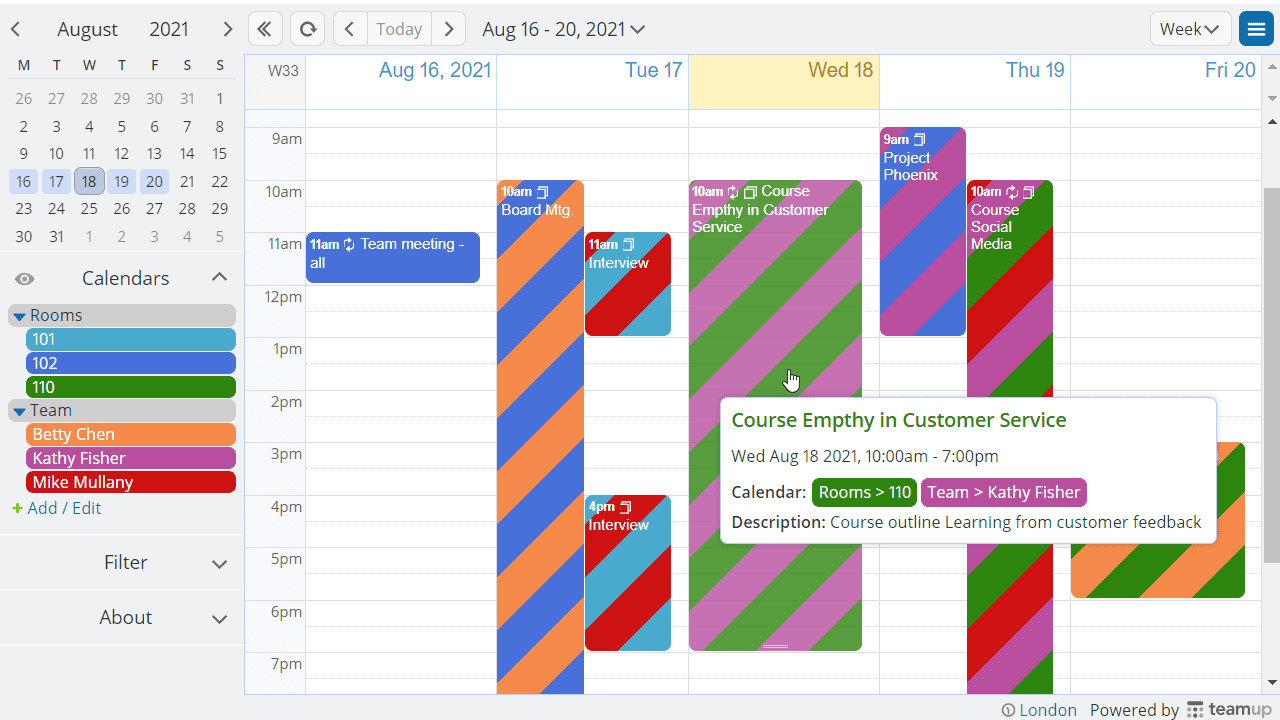 August 2021
Today
Aug 16 - 20, 2021
Week
M T W T F S S
26 27 28 29 30 31 1
2 3 4 5 6 7 8
9 10 11 12 13 14 15
16 17 18 19 20 21 22
23 24 25 26 27 28 29
30 31 1 2 3 4 5
Calendars
Rooms
101
102
110
Team
Betty Chen
Kathy Fisher
Mike Mullany
+ Add / Edit
Filter
About
W33
Aug 16, 2021
Tue 17
Wed 18
Thu 19
Fri 20
9am
10am
11am
12pm
1pm
2pm
3pm
4pm
5pm
6pm
7pm
11am Team meeting -
all
10am
Board Mtg.
11am
Interview
4pm
Interview
10am Course
Empthy in Customer
Service
9am
Project
Phoenix
10am
Course
Social
Media
Course Empthy in Customer Service
Wed Aug 18 2021, 10:00am - 7:00pm
Calendar: Rooms > 110 Team > Kathy Fisher
Description: Course outline Learning from customer feedback
London
Powered by teamup